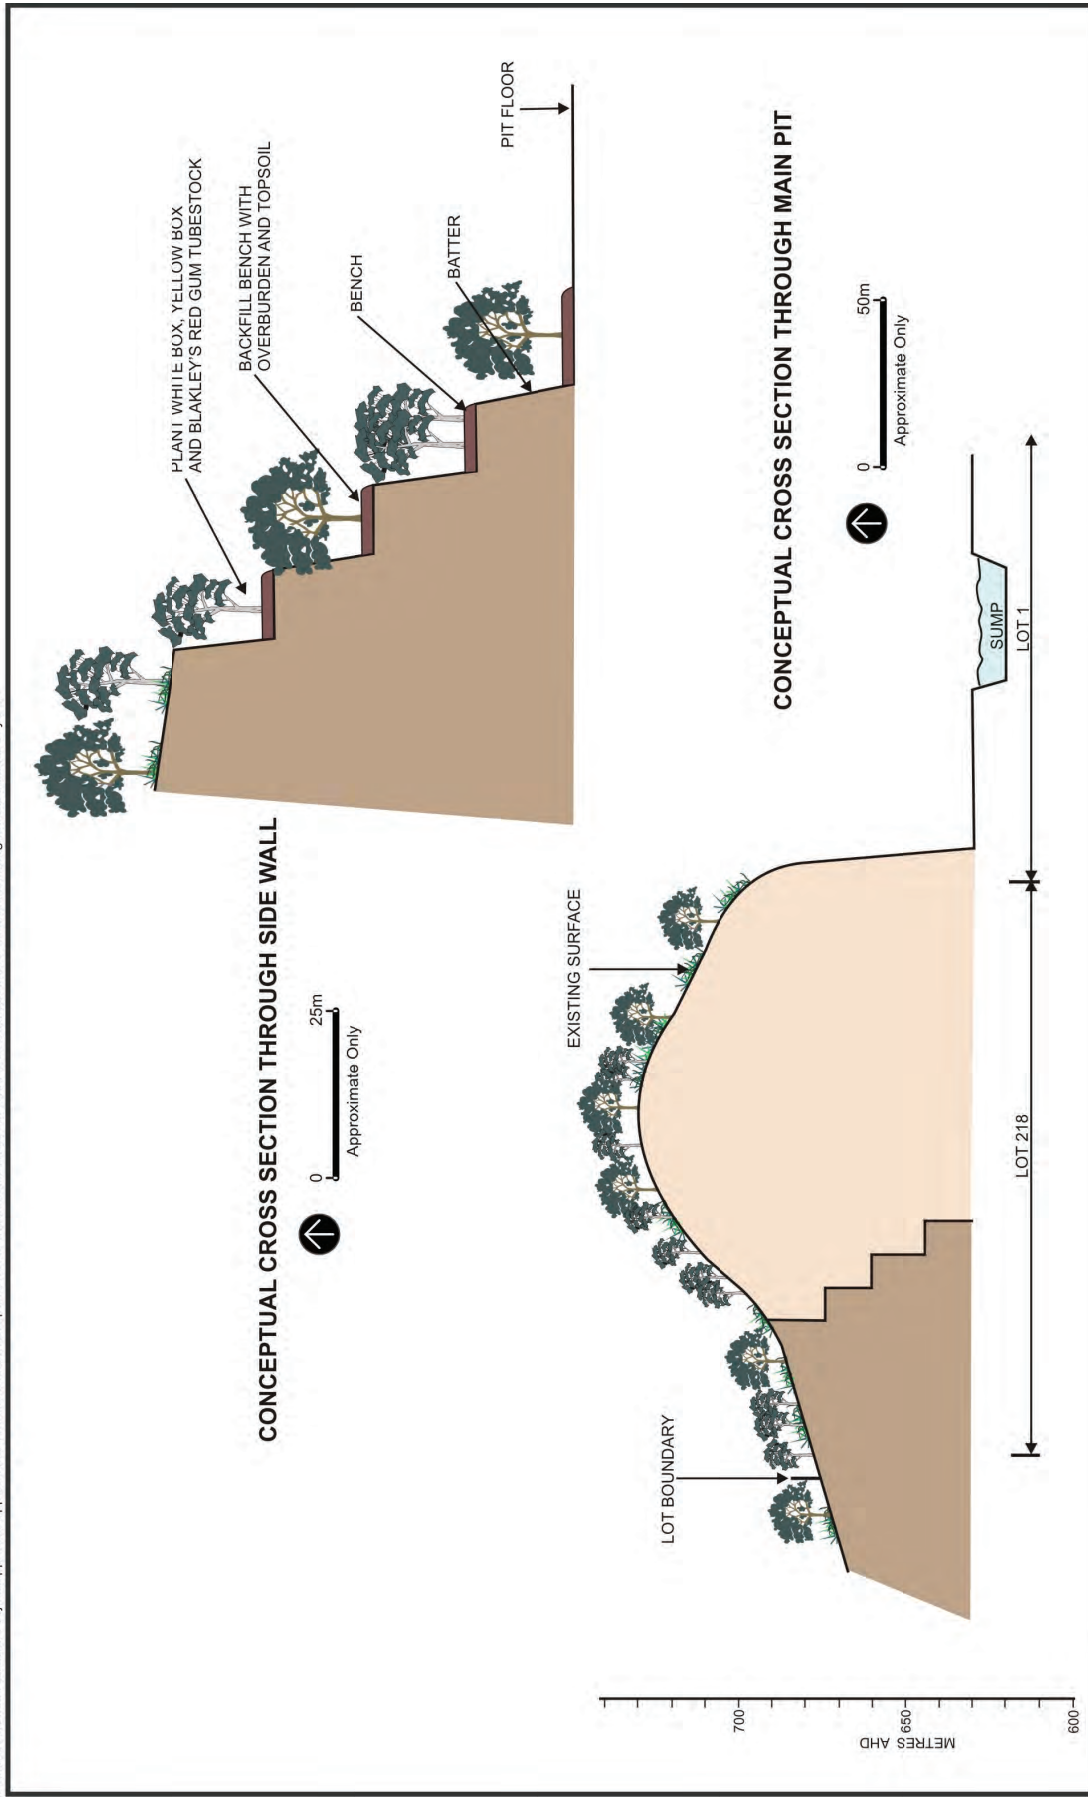 PLANT WHITE BOX, YELLOW BOX
AND BLAKLEY'S RED GUM TUBESTOCK
BACKFILL BENCH WITH
OVERBURDEN AND TOPSOIL
BENCH
BATTER
PIT FLOOR
CONCEPTUAL CROSS SECTION THROUGH SIDE WALL
0 25m
Approximate Only
EXISTING SURFACE
LOT BOUNDARY
CONCEPTUAL CROSS SECTION THROUGH MAIN PIT
0 50m
Approximate Only
SUMP
LOT 218
LOT 1
700
650
600
METRES AHD